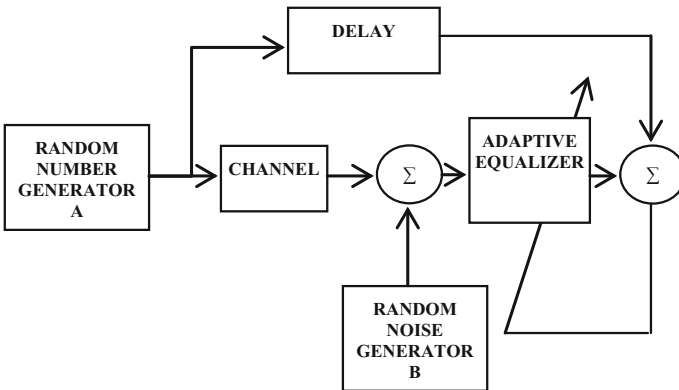 DELAY
RANDOM
NUMBER
GENERATOR
A
CHANNEL
Σ
ADAPTIVE
EQUALIZER
Σ
RANDOM
NOISE
GENERATOR
B